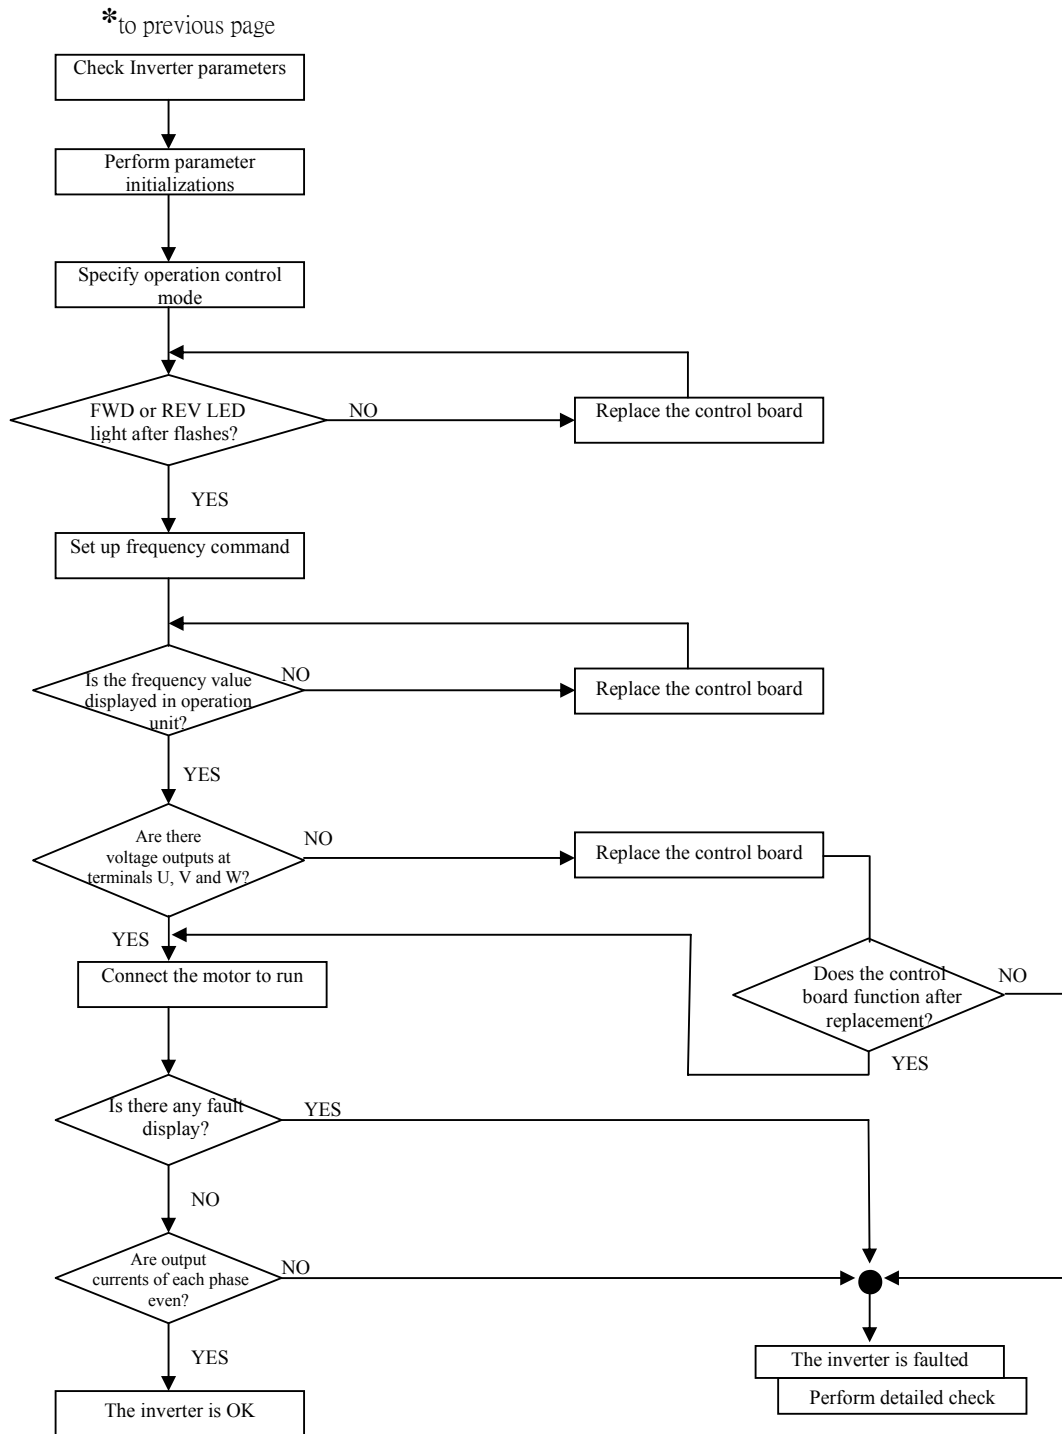 *to previous page
Check Inverter parameters
Perform parameter
initializations
Specify operation control
mode
FWD or REV LED
light after flashes?
NO
Replace the control board
YES
Set up frequency command
Is the frequency value
displayed in operation
unit?
NO
Replace the control board
YES
Are there
voltage outputs at
terminals U, V and W?
NO
Replace the control board
YES
Connect the motor to run
Does the control
board function after
replacement?
NO
YES
Is there any fault
display?
YES
NO
Are output
currents of each phase
even?
NO
YES
The inverter is faulted
Perform detailed check
The inverter is OK